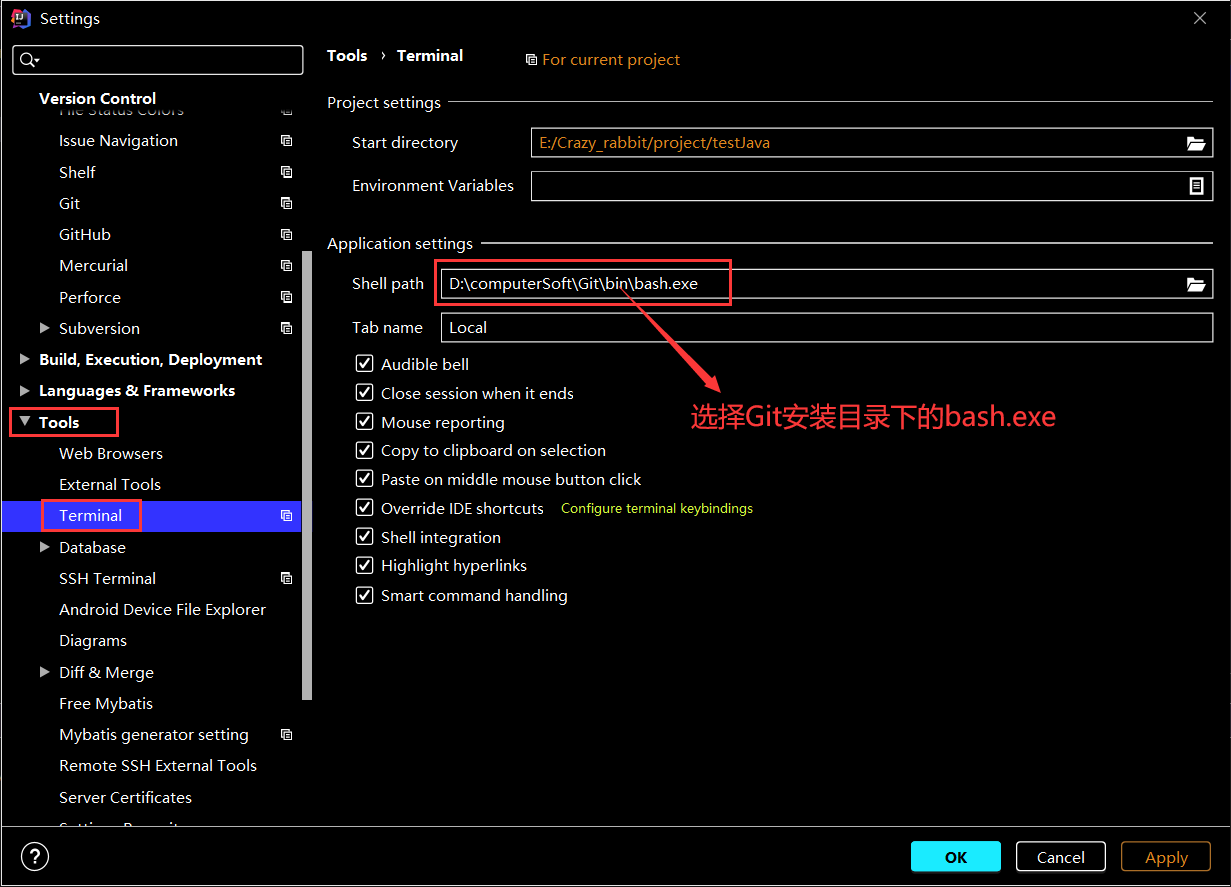 Settings
Tools › Terminal
For current project
Version Control
File Status Colors
Issue Navigation
Shelf
Git
GitHub
Mercurial
Perforce
Subversion
Build, Execution, Deployment
Languages & Frameworks
Tools
Web Browsers
External Tools
Terminal
Database
SSH Terminal
Android Device File Explorer
Diagrams
Diff & Merge
Free Mybatis
Mybatis generator setting
Remote SSH External Tools
Server Certificates
Project settings
Start directory
E:/Crazy_rabbit/project/testJava
Environment Variables
Application settings
Shell path
D:\computerSoft\Git\bin\bash.exe
Tab name
Local
Audible bell
Close session when it ends
选择Git安装目录下的bash.exe
Mouse reporting
Copy to clipboard on selection
Paste on middle mouse button click
Override IDE shortcuts
Configure terminal keybindings
Shell integration
Highlight hyperlinks
Smart command handling
?
OK
Cancel
Apply